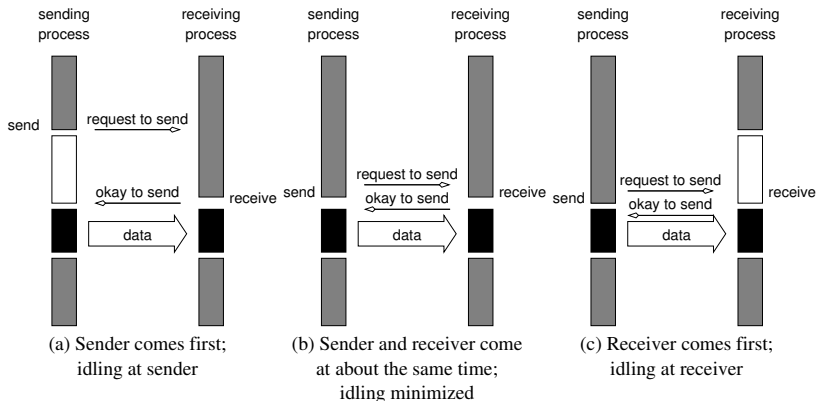 sending
process
receiving
process
send
request to send
okay to send
receive
data
(a) Sender comes first;
idling at sender
sending
process
receiving
process
request to send
send
okay to send
receive
data
(b) Sender and receiver come
at about the same time;
idling minimized
sending
process
receiving
process
request to send
send
receive
okay to send
data
(c) Receiver comes first;
idling at receiver